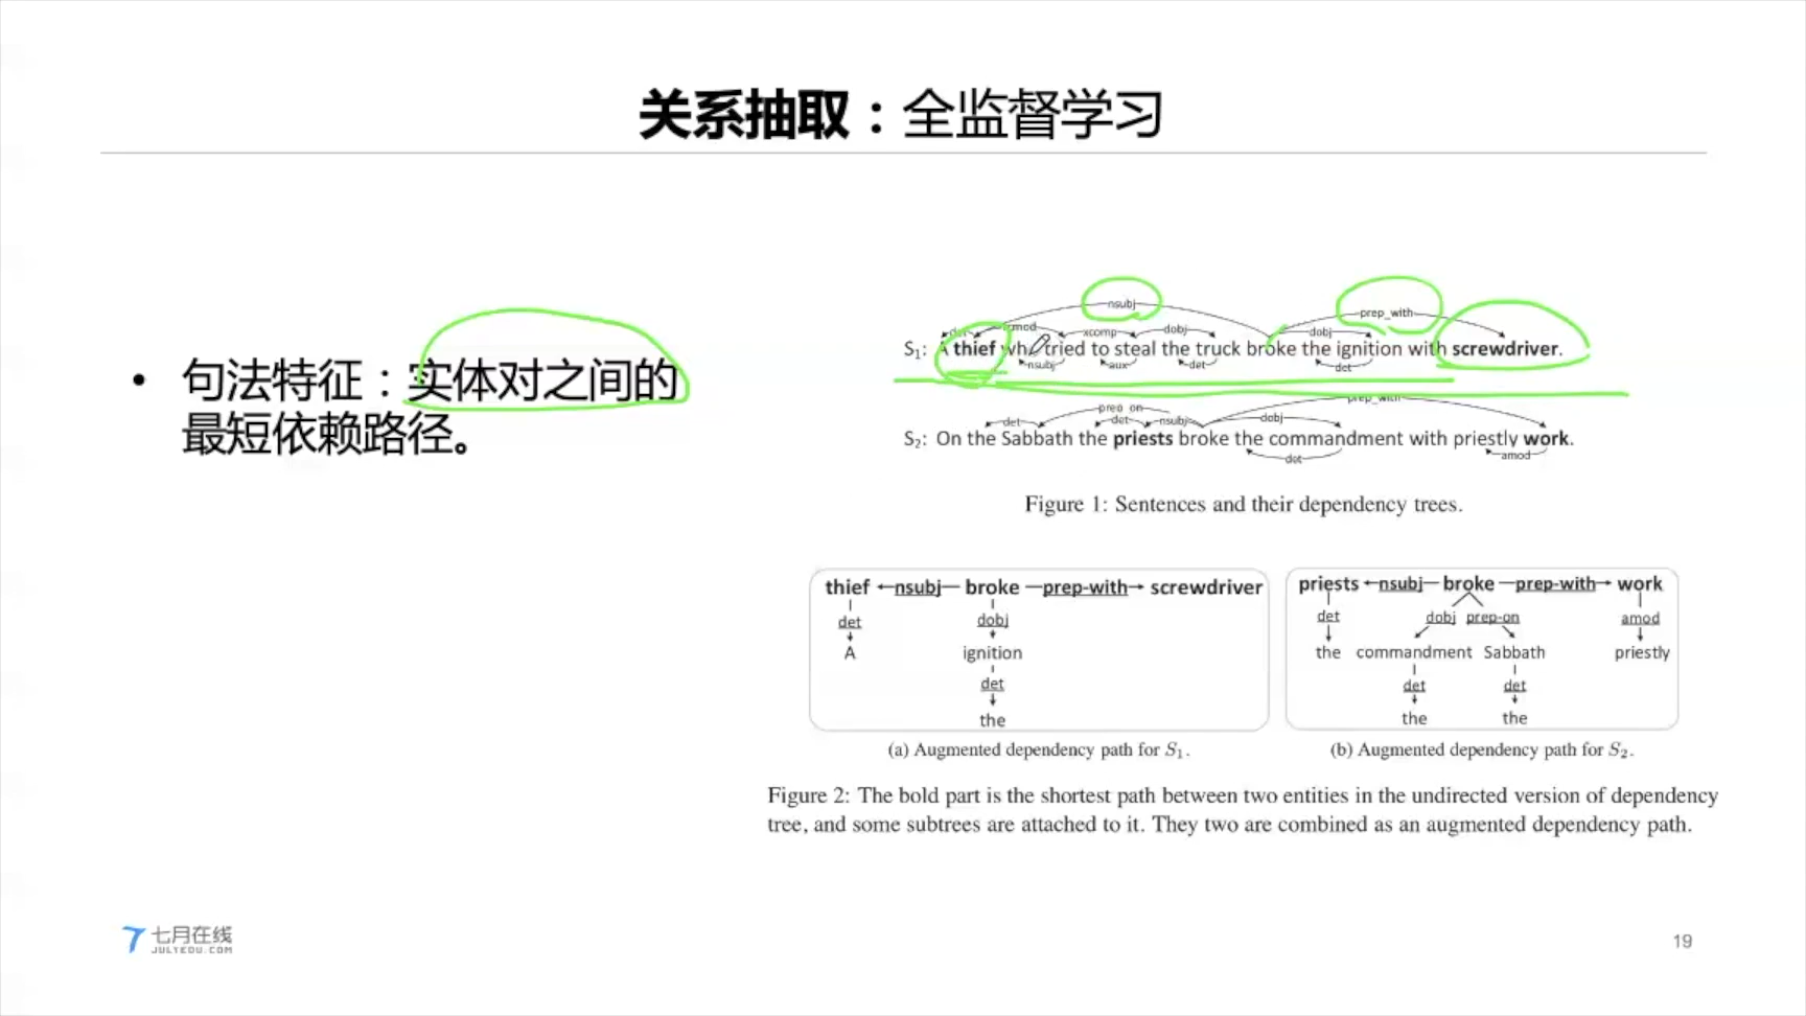 关系抽取：全监督学习
• 句法特征：实体对之间的
最短依赖路径。
nsubj
prep_with
det rcmod xcomp dobj dobj
S₁: A thief who tried to steal the truck broke the ignition with screwdriver.
nsubj aux det det
prep_with
prep_on
det det nsubj dobj
S₂: On the Sabbath the priests broke the commandment with priestly work.
det amod
Figure 1: Sentences and their dependency trees.
thief ←nsubj— broke —prep-with→ screwdriver
det dobj
A ignition
det
the
(a) Augmented dependency path for S₁.
priests ←nsubj— broke —prep-with→ work
det dobj prep-on amod
the commandment Sabbath priestly
det det
the the
(b) Augmented dependency path for S₂.
Figure 2: The bold part is the shortest path between two entities in the undirected version of dependency
tree, and some subtrees are attached to it. They two are combined as an augmented dependency path.
七月在线
JULYEDU.COM
19